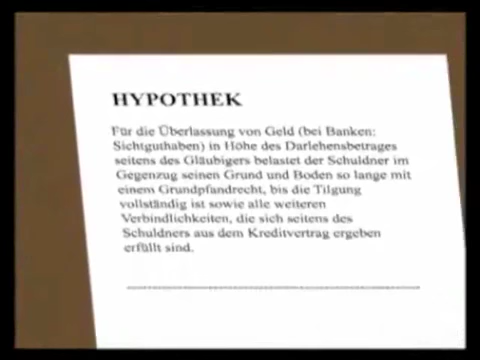 HYPOTHEK
Für die Überlassung von Geld (bei Banken:
Sichtguthaben) in Höhe des Darlehensbetrages
seitens des Gläubigers belastet der Schuldner im
Gegenzug seinen Grund und Boden so lange mit
einem Grundpfandrecht, bis die Tilgung
vollständig ist sowie alle weiteren
Verbindlichkeiten, die sich seitens des
Schuldners aus dem Kreditvertrag ergeben
erfüllt sind.